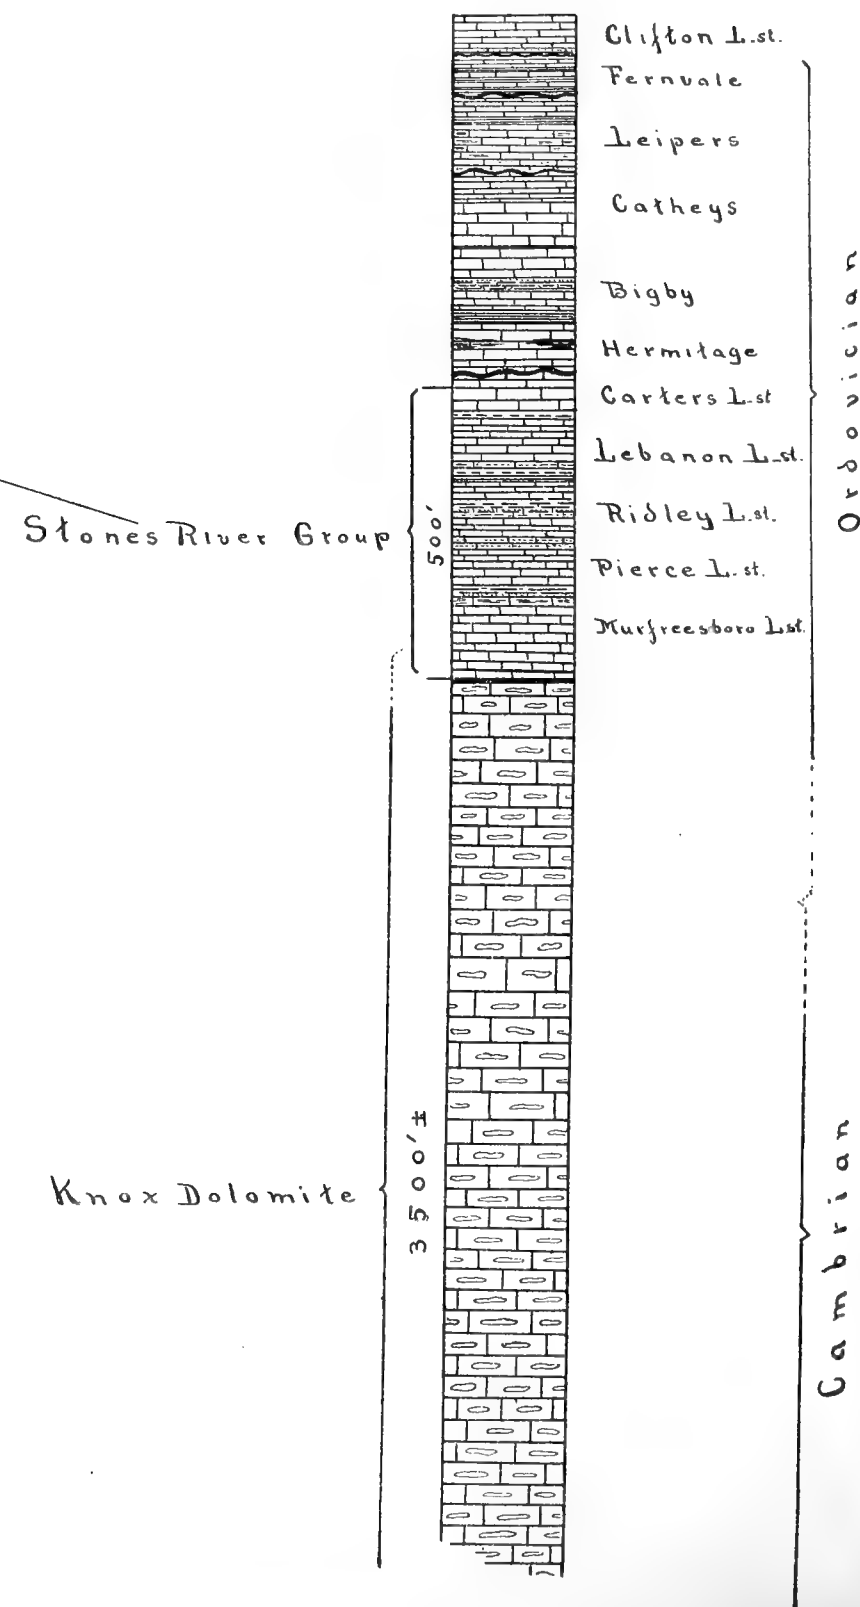 Clifton L.st.
Fernvale
Leipers
Catheys
Bigby
Hermitage
Carters L.st
Lebanon L.st.
Ridley L.st.
Pierce L.st.
Murfreesboro L.st.
Ordovician
Stones River Group
500'
Knox Dolomite
3500'±
Cambrian